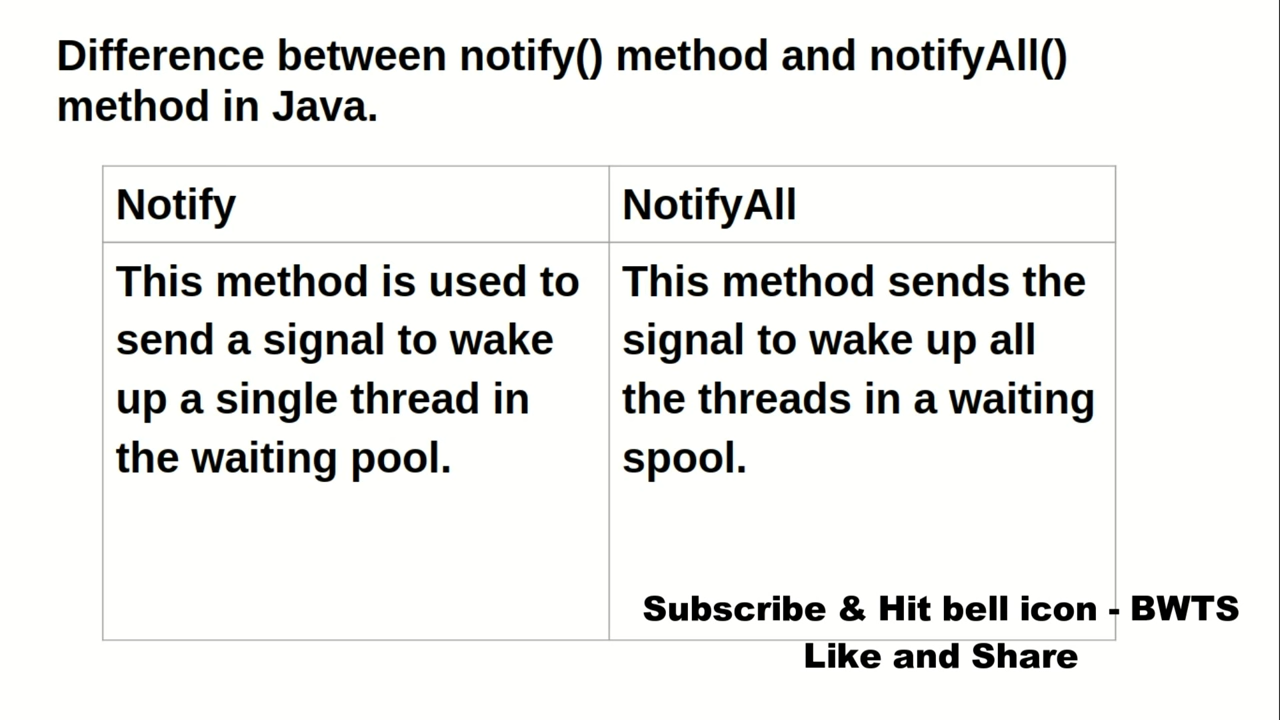 Difference between notify() method and notifyAll()
method in Java.
Notify
NotifyAll
This method is used to
send a signal to wake
up a single thread in
the waiting pool.
This method sends the
signal to wake up all
the threads in a waiting
spool.
Subscribe & Hit bell icon - BWTS
Like and Share